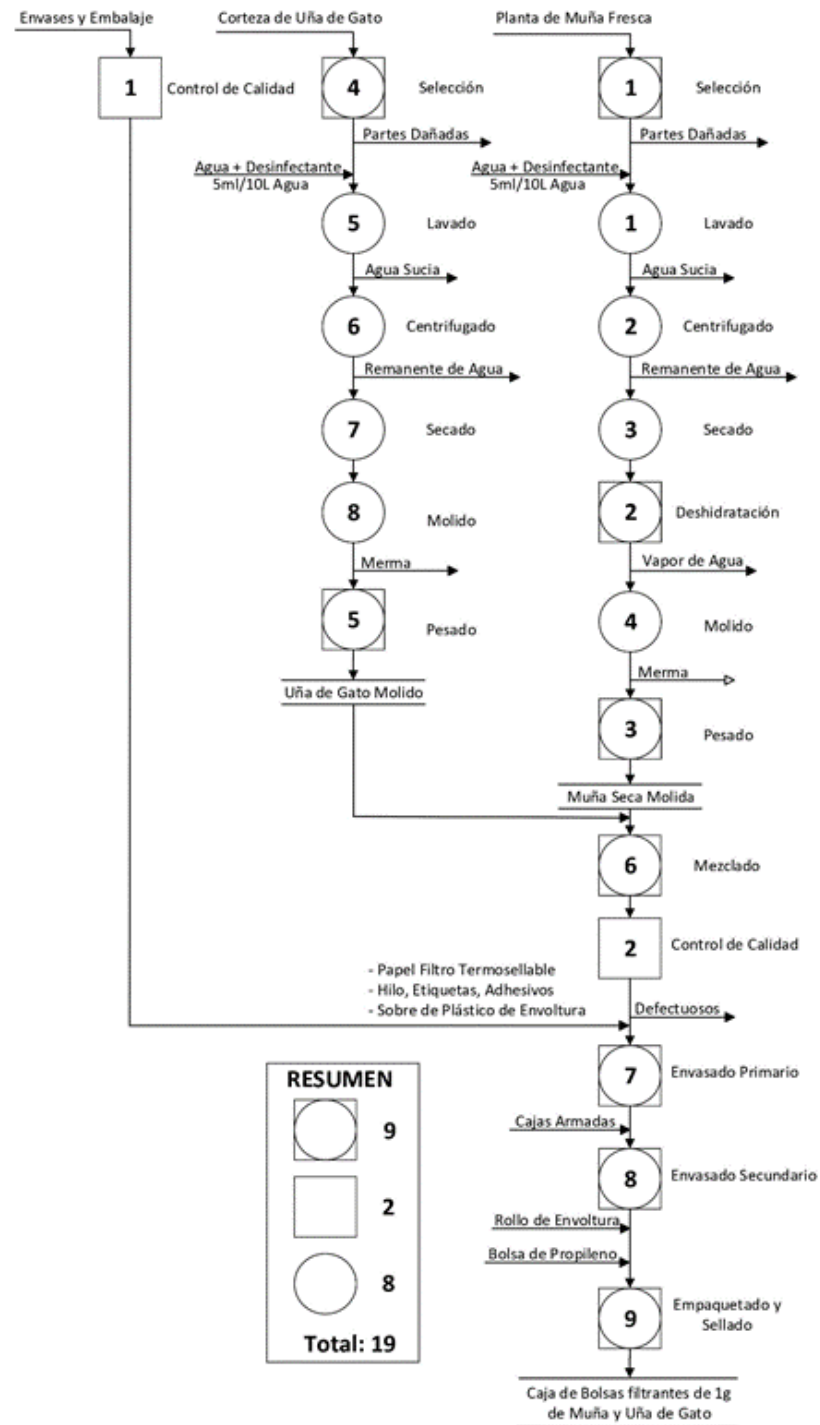 Envases y Embalaje
Corteza de Uña de Gato
Planta de Muña Fresca
1
Control de Calidad
4
Selección
1
Selección
Partes Dañadas
Partes Dañadas
Agua + Desinfectante
5ml/10L Agua
Agua + Desinfectante
5ml/10L Agua
5
Lavado
1
Lavado
Agua Sucia
Agua Sucia
6
Centrifugado
2
Centrifugado
Remanente de Agua
Remanente de Agua
7
Secado
3
Secado
8
Molido
2
Deshidratación
Merma
Vapor de Agua
5
Pesado
4
Molido
Merma
Uña de Gato Molido
3
Pesado
Muña Seca Molida
6
Mezclado
2
Control de Calidad
- Papel Filtro Termosellable
- Hilo, Etiquetas, Adhesivos
- Sobre de Plástico de Envoltura
Defectuosos
7
Envasado Primario
Cajas Armadas
8
Envasado Secundario
Rollo de Envoltura
Bolsa de Propileno
9
Empaquetado y
Sellado
Caja de Bolsas filtrantes de 1g
de Muña y Uña de Gato
RESUMEN
9
2
8
Total: 19